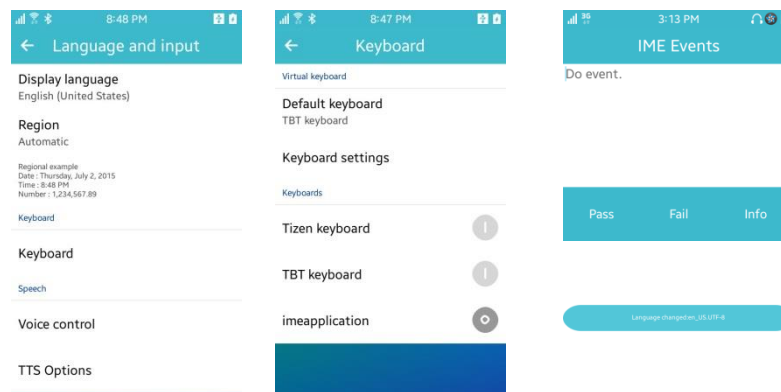 8:48 PM
Language and input
Display language
English (United States)
Region
Automatic
Regional example
Date : Thursday, July 2, 2015
Time : 8:48 PM
Number : 1,234,567.89
Keyboard
Keyboard
Speech
Voice control
TTS Options
8:47 PM
Keyboard
Virtual keyboard
Default keyboard
TBT keyboard
Keyboard settings
Keyboards
Tizen keyboard
TBT keyboard
imeapplication
3G
3:13 PM
IME Events
Do event.
Pass Fail Info
Language changed:en_US.UTF-8